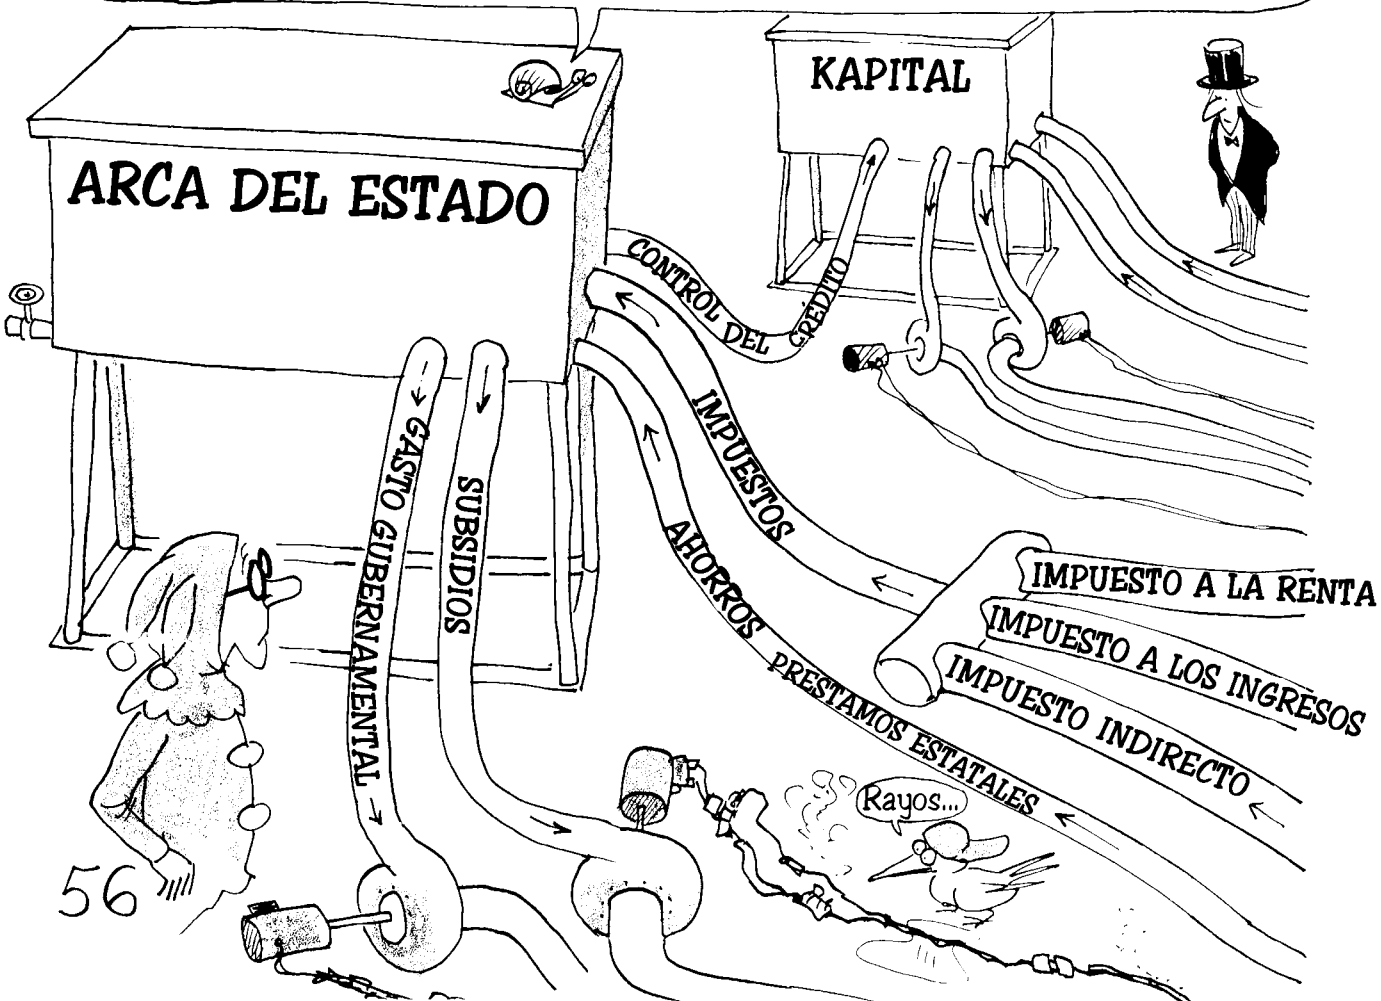 KAPITAL
ARCA DEL ESTADO
CONTROL DEL CRÉDITO
IMPUESTOS
GASTO GUBERNAMENTAL
SUBSIDIOS
AHORROS PRESTAMOS ESTATALES
IMPUESTO A LA RENTA
IMPUESTO A LOS INGRESOS
IMPUESTO INDIRECTO
Rayos...
56